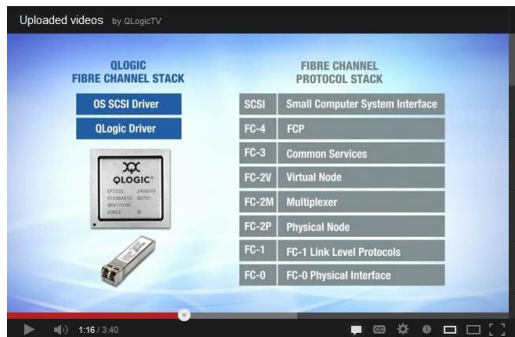 Uploaded videos by QLogicTV
QLOGIC
FIBRE CHANNEL STACK
OS SCSI Driver
QLogic Driver
QLOGIC
FIBRE CHANNEL
PROTOCOL STACK
SCSI Small Computer System Interface
FC-4 FCP
FC-3 Common Services
FC-2V Virtual Node
FC-2M Multiplexer
FC-2P Physical Node
FC-1 FC-1 Link Level Protocols
FC-0 FC-0 Physical Interface
1:16 / 3:40
CC